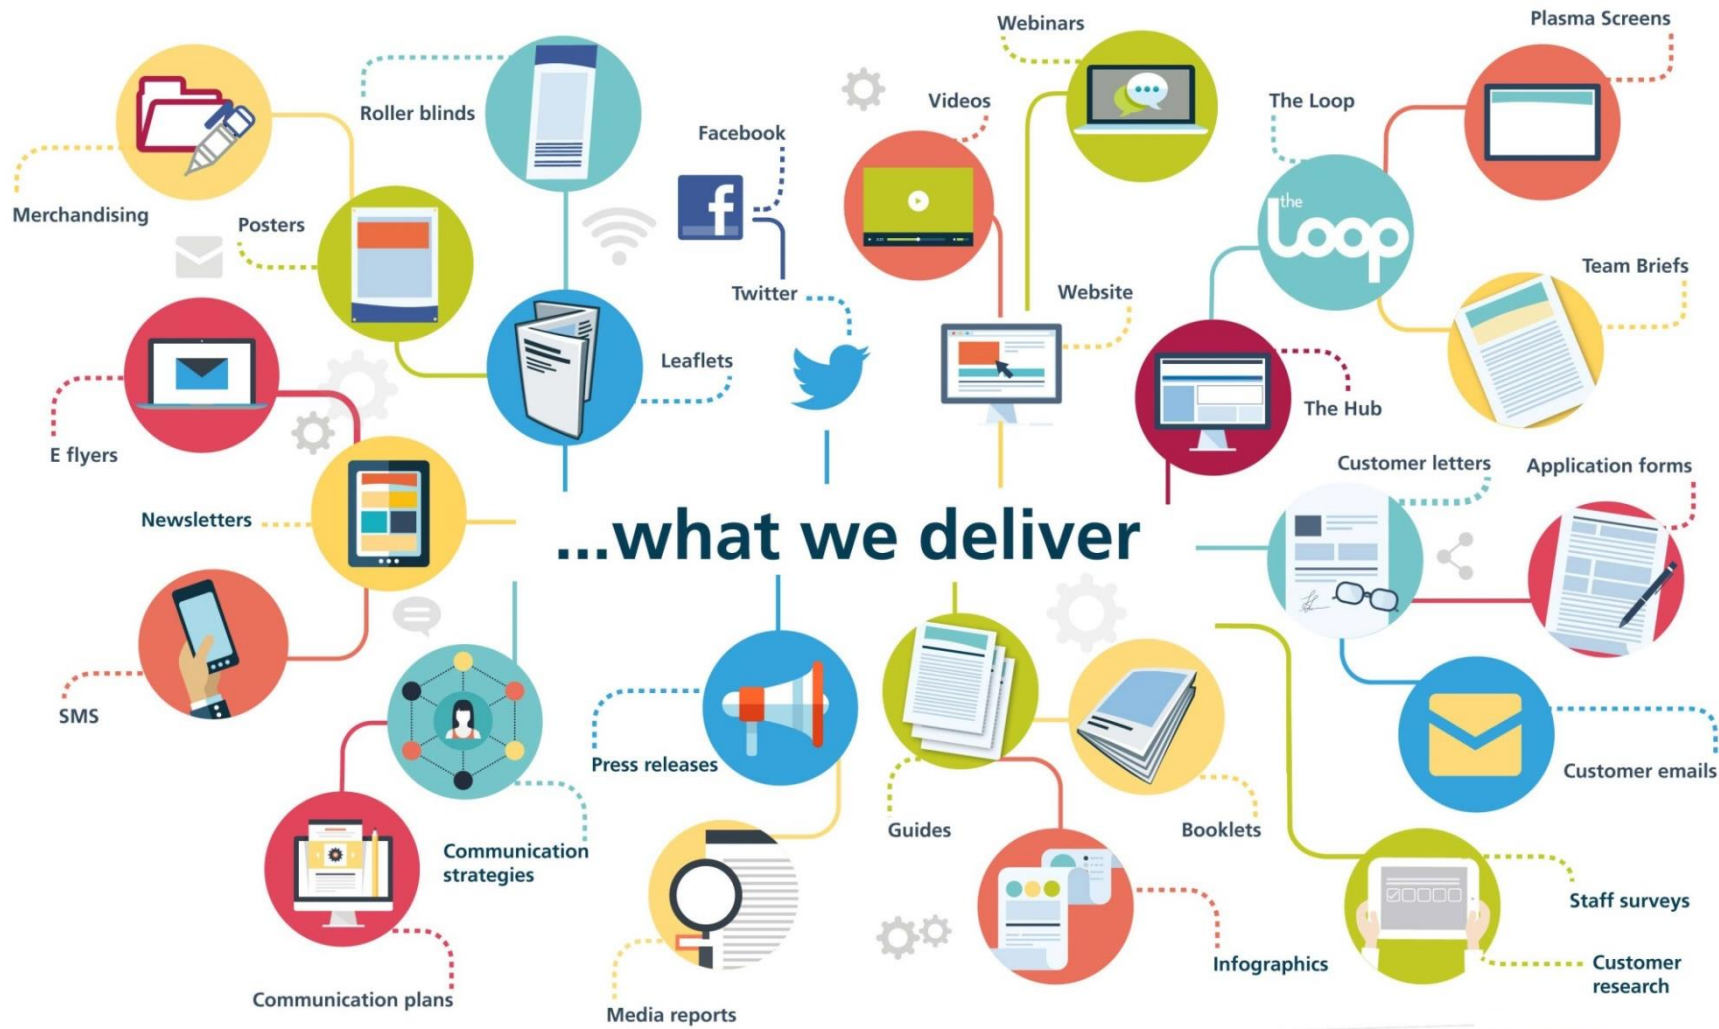 Webinars
Plasma Screens
Videos
The Loop
Roller blinds
Facebook
the
Loop
Merchandising
Posters
Team Briefs
Twitter
Website
Leaflets
The Hub
E flyers
Customer letters
Application forms
Newsletters
...what we deliver
SMS
Press releases
Customer emails
Guides
Booklets
Communication
strategies
Staff surveys
Infographics
Customer
research
Communication plans
Media reports